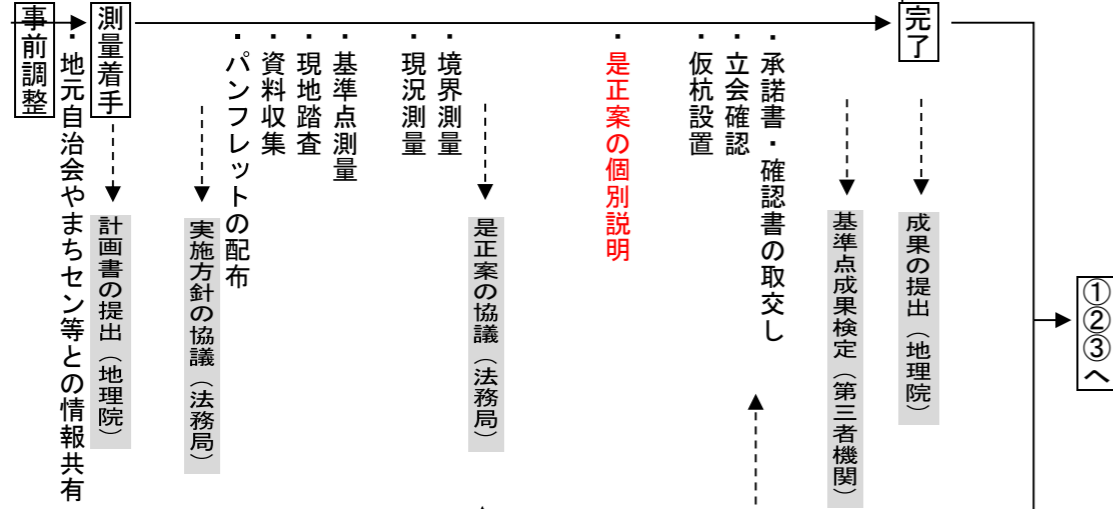 事前調整
・地元自治会やまちセン等との情報共有
測量着手
計画書の提出（地理院）
実施方針の協議（法務局）
・パンフレットの配布
・資料収集
・現地踏査
・基準点測量
・現況測量
・境界測量
是正案の協議（法務局）
・是正案の個別説明
・仮杭設置
・立会確認
・承諾書・確認書の取交し
基準点成果検定（第三者機関）
完了
成果の提出（地理院）
①②③へ